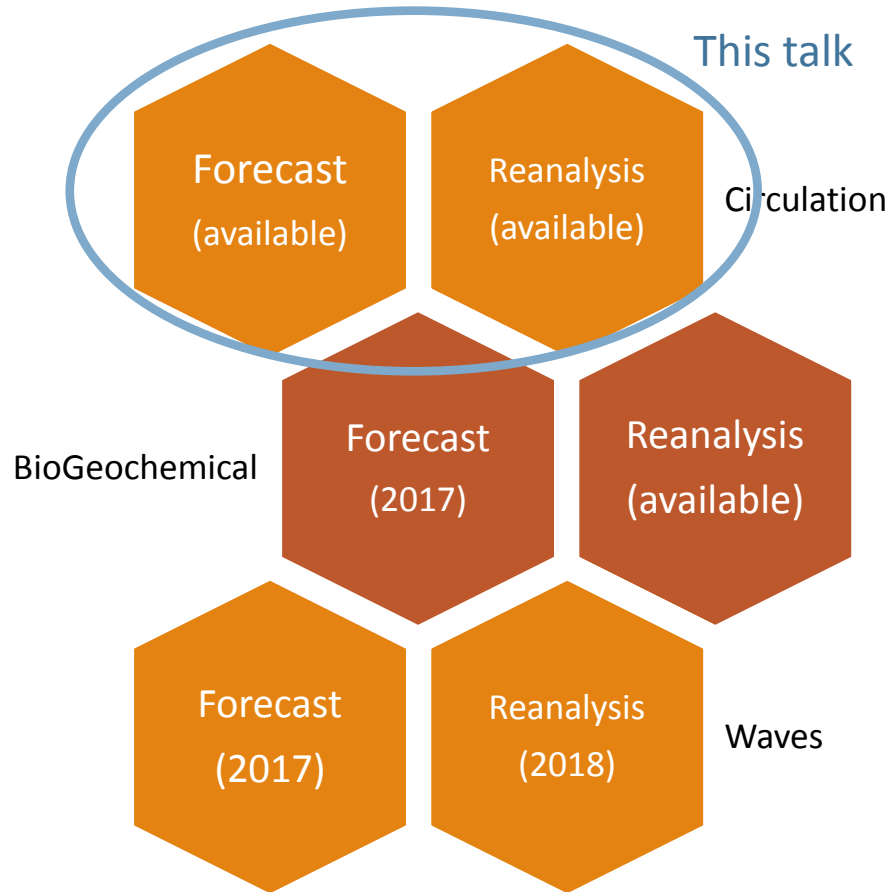 This talk
Forecast
(available)
Reanalysis
(available)
Circulation
BioGeochemical
Forecast
(2017)
Reanalysis
(available)
Forecast
(2017)
Reanalysis
(2018)
Waves